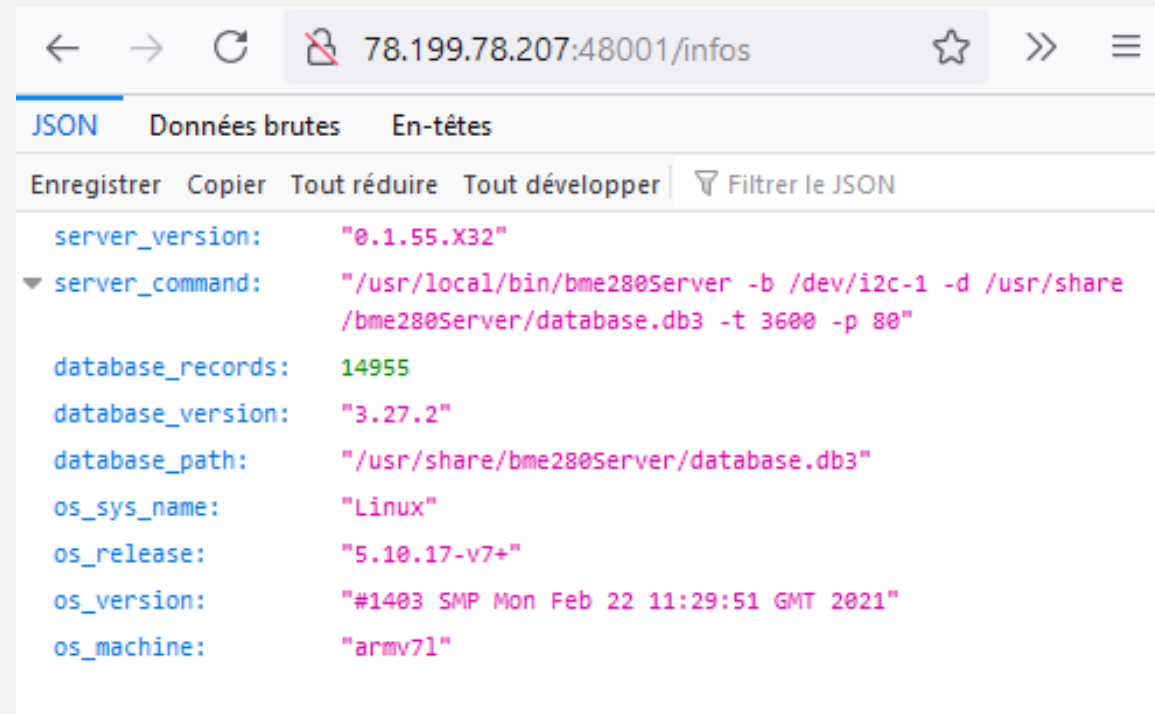 78.199.78.207:48001/infos
JSON Données brutes En-têtes
Enregistrer Copier Tout réduire Tout développer Filtrer le JSON
server_version: "0.1.55.X32"
server_command: "/usr/local/bin/bme280Server -b /dev/i2c-1 -d /usr/share
/bme280Server/database.db3 -t 3600 -p 80"
database_records: 14955
database_version: "3.27.2"
database_path: "/usr/share/bme280Server/database.db3"
os_sys_name: "Linux"
os_release: "5.10.17-v7+"
os_version: "#1403 SMP Mon Feb 22 11:29:51 GMT 2021"
os_machine: "armv7l"